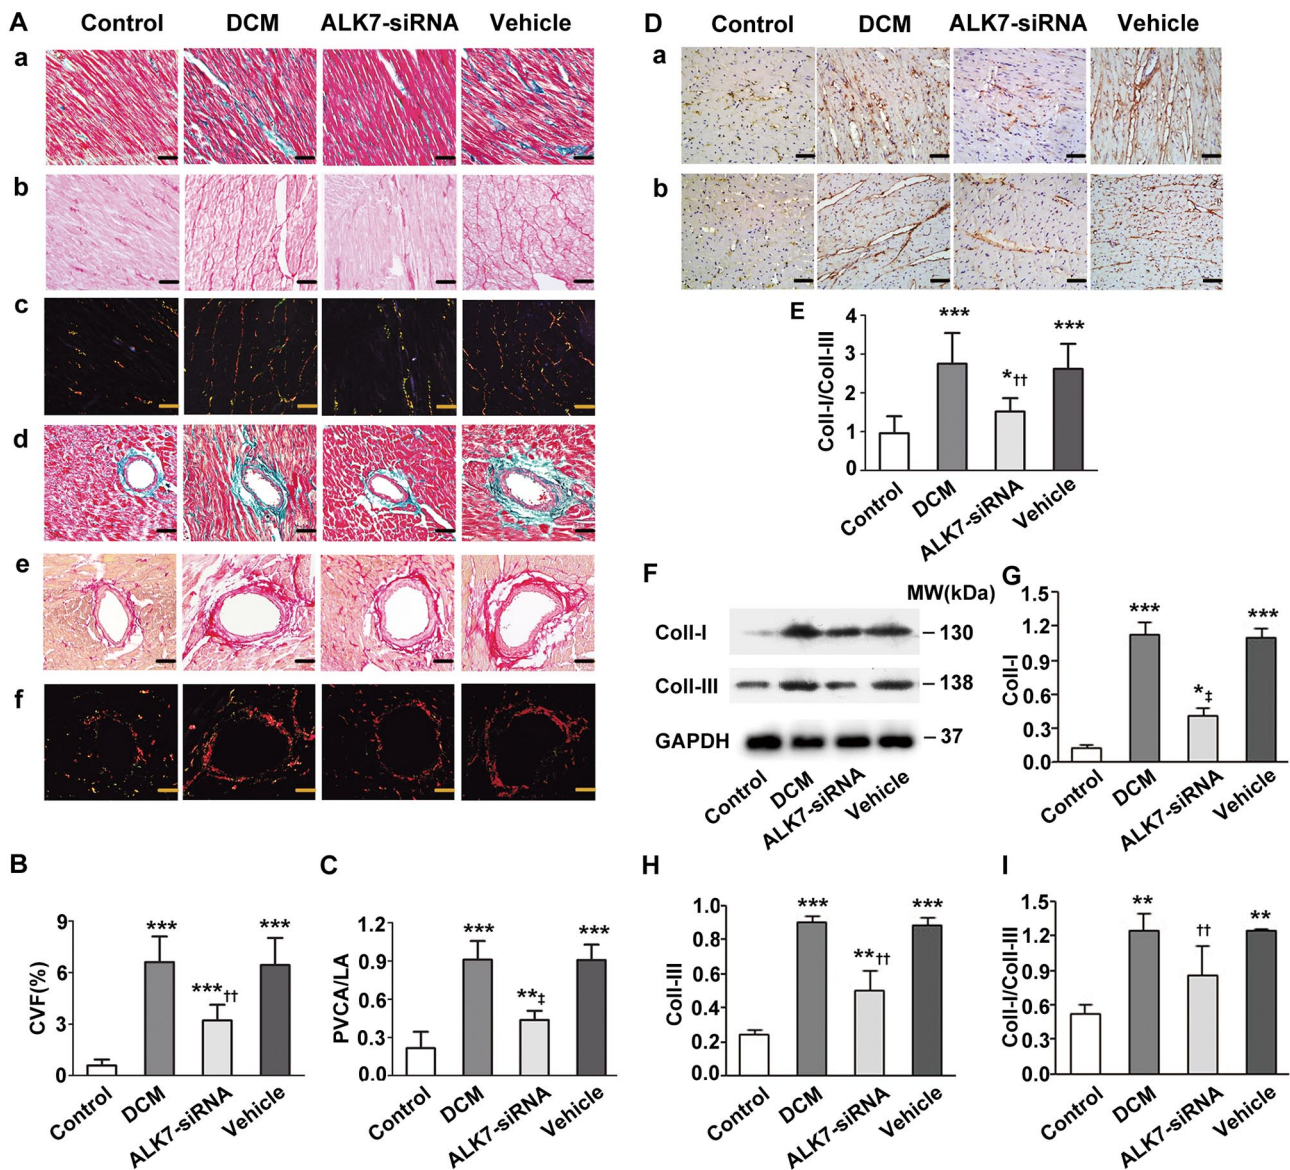 A Control DCM ALK7-siRNA Vehicle
a
b
c
d
e
f
D Control DCM ALK7-siRNA Vehicle
a
b
E
Coll-I/Coll-III
4
3
2
1
0
***
*††
***
Control DCM ALK7-siRNA Vehicle
F
MW(kDa)
Coll-I – 130
Coll-III – 138
GAPDH – 37
Control DCM ALK7-siRNA Vehicle
G
Coll-I
1.5
1.2
0.9
0.6
0.3
0.0
***
*‡
***
Control DCM ALK7-siRNA Vehicle
B
CVF(%)
9
6
3
0
***
***††
***
Control DCM ALK7-siRNA Vehicle
C
PVCA/LA
1.2
0.9
0.6
0.3
0.0
***
**‡
***
Control DCM ALK7-siRNA Vehicle
H
Coll-III
1.0
0.8
0.6
0.4
0.2
0.0
***
**††
***
Control DCM ALK7-siRNA Vehicle
I
Coll-I/Coll-III
1.5
1.2
0.9
0.6
0.3
0.0
**
††
**
Control DCM ALK7-siRNA Vehicle